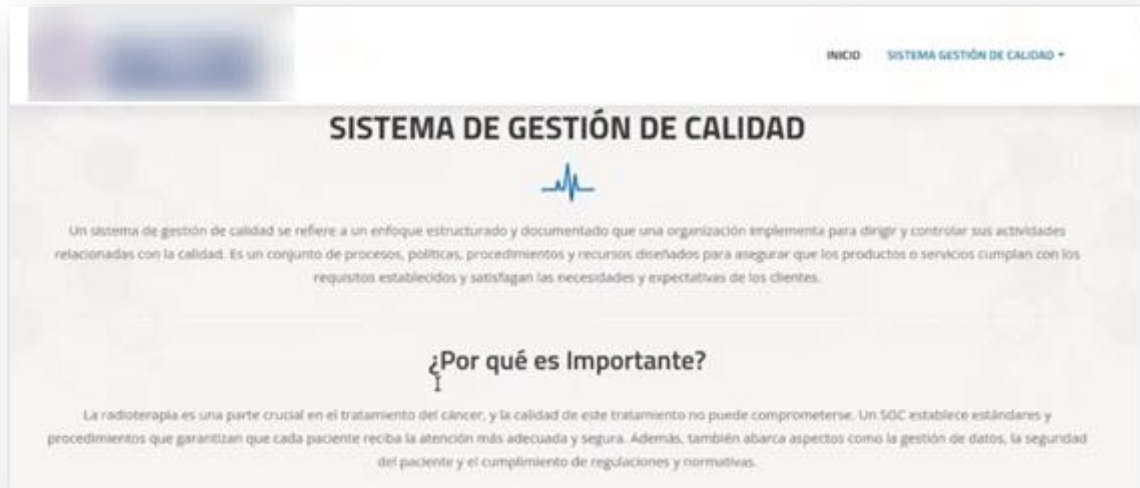 INICIO SISTEMA GESTIÓN DE CALIDAD
SISTEMA DE GESTIÓN DE CALIDAD
Un sistema de gestión de calidad se refiere a un enfoque estructurado y documentado que una organización implementa para dirigir y controlar sus actividades
relacionadas con la calidad. Es un conjunto de procesos, políticas, procedimientos y recursos diseñados para asegurar que los productos o servicios cumplan con los
requisitos establecidos y satisfagan las necesidades y expectativas de los clientes.
¿Por qué es Importante?
La radioterapia es una parte crucial en el tratamiento del cáncer, y la calidad de este tratamiento no puede comprometerse. Un SGC establece estándares y
procedimientos que garantizan que cada paciente reciba la atención más adecuada y segura. Además, también abarca aspectos como la gestión de datos, la seguridad
del paciente y el cumplimiento de regulaciones y normativas.